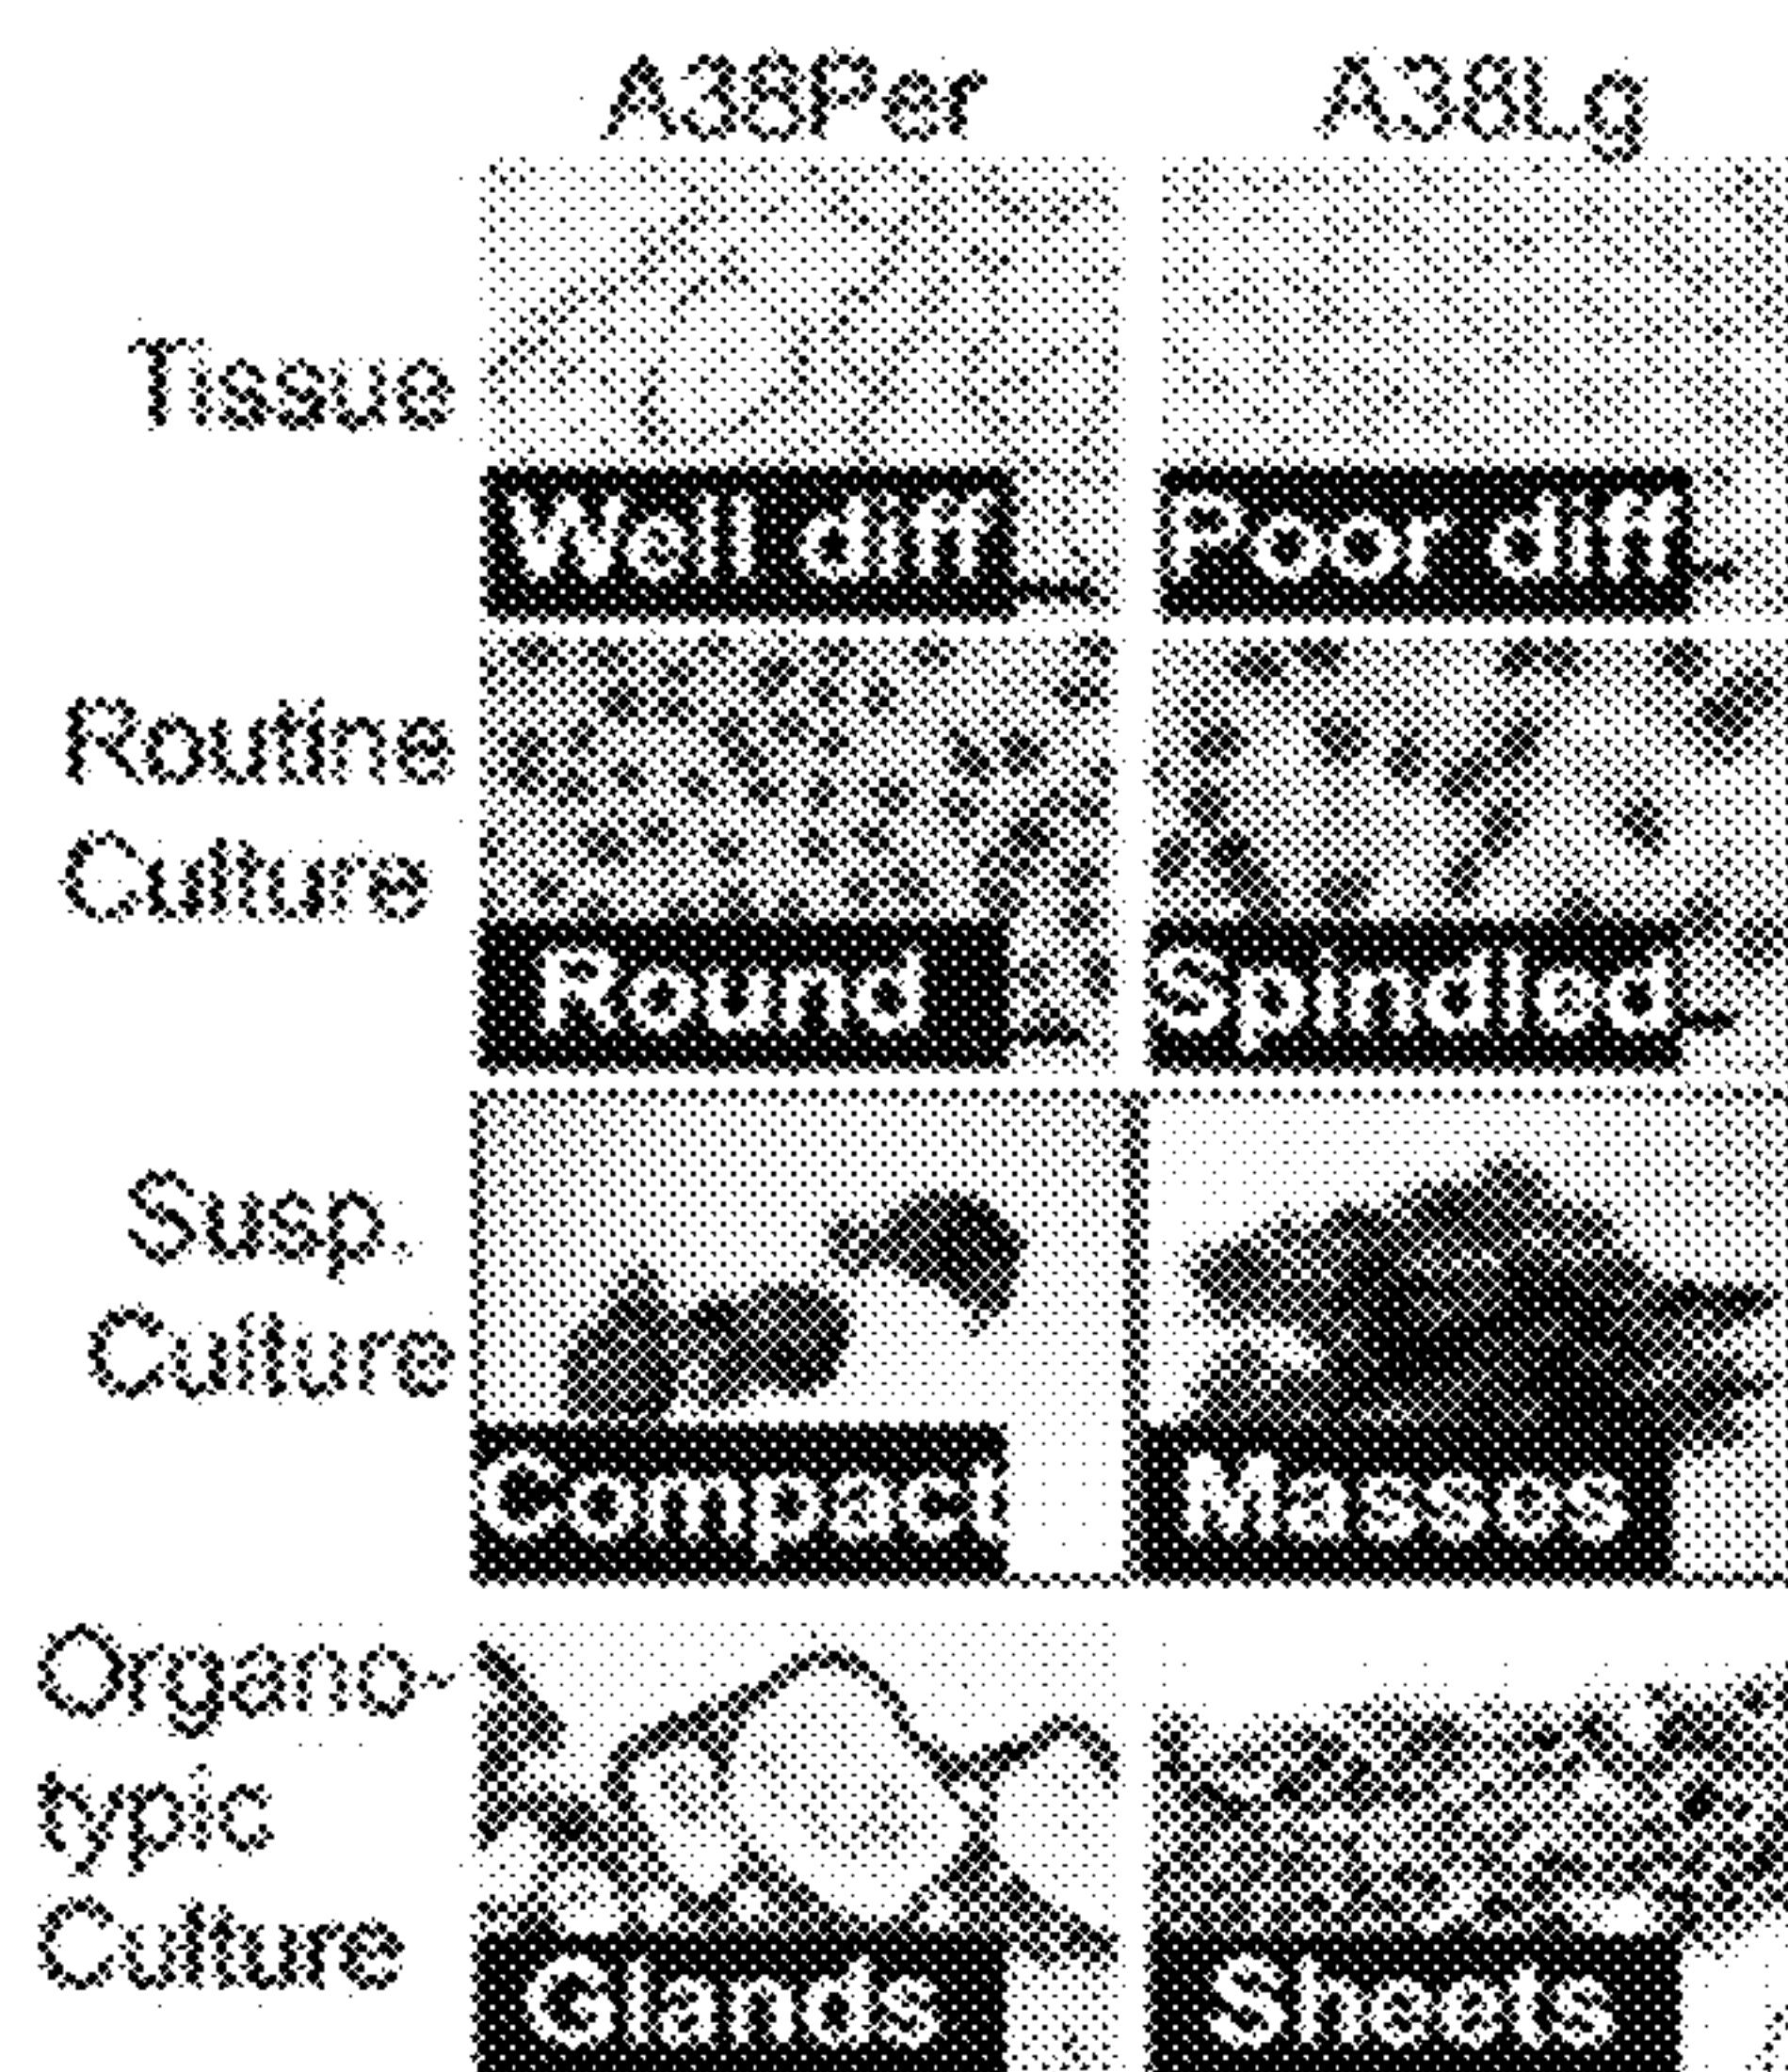 A38Per A38Lg
Tissue
Well diff Poor diff
Routine
Culture
Round Spindled
Susp.
Culture
Compact Masses
Organo-
typic
Culture
Glands Sheets